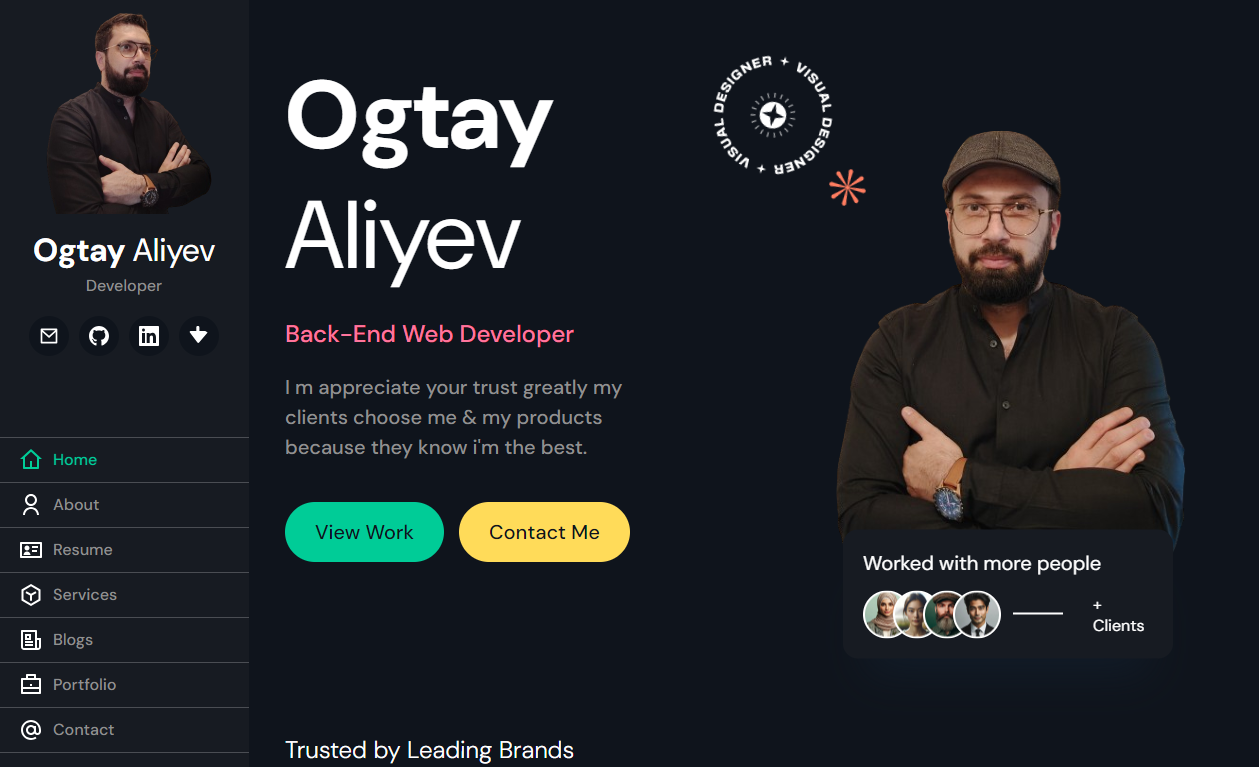 Ogtay Aliyev
Developer
Home
About
Resume
Services
Blogs
Portfolio
Contact
Ogtay
Aliyev
Back-End Web Developer
I m appreciate your trust greatly my
clients choose me & my products
because they know i'm the best.
View Work
Contact Me
VISUAL DESIGNER + VISUAL DESIGNER +
Worked with more people
+
Clients
Trusted by Leading Brands